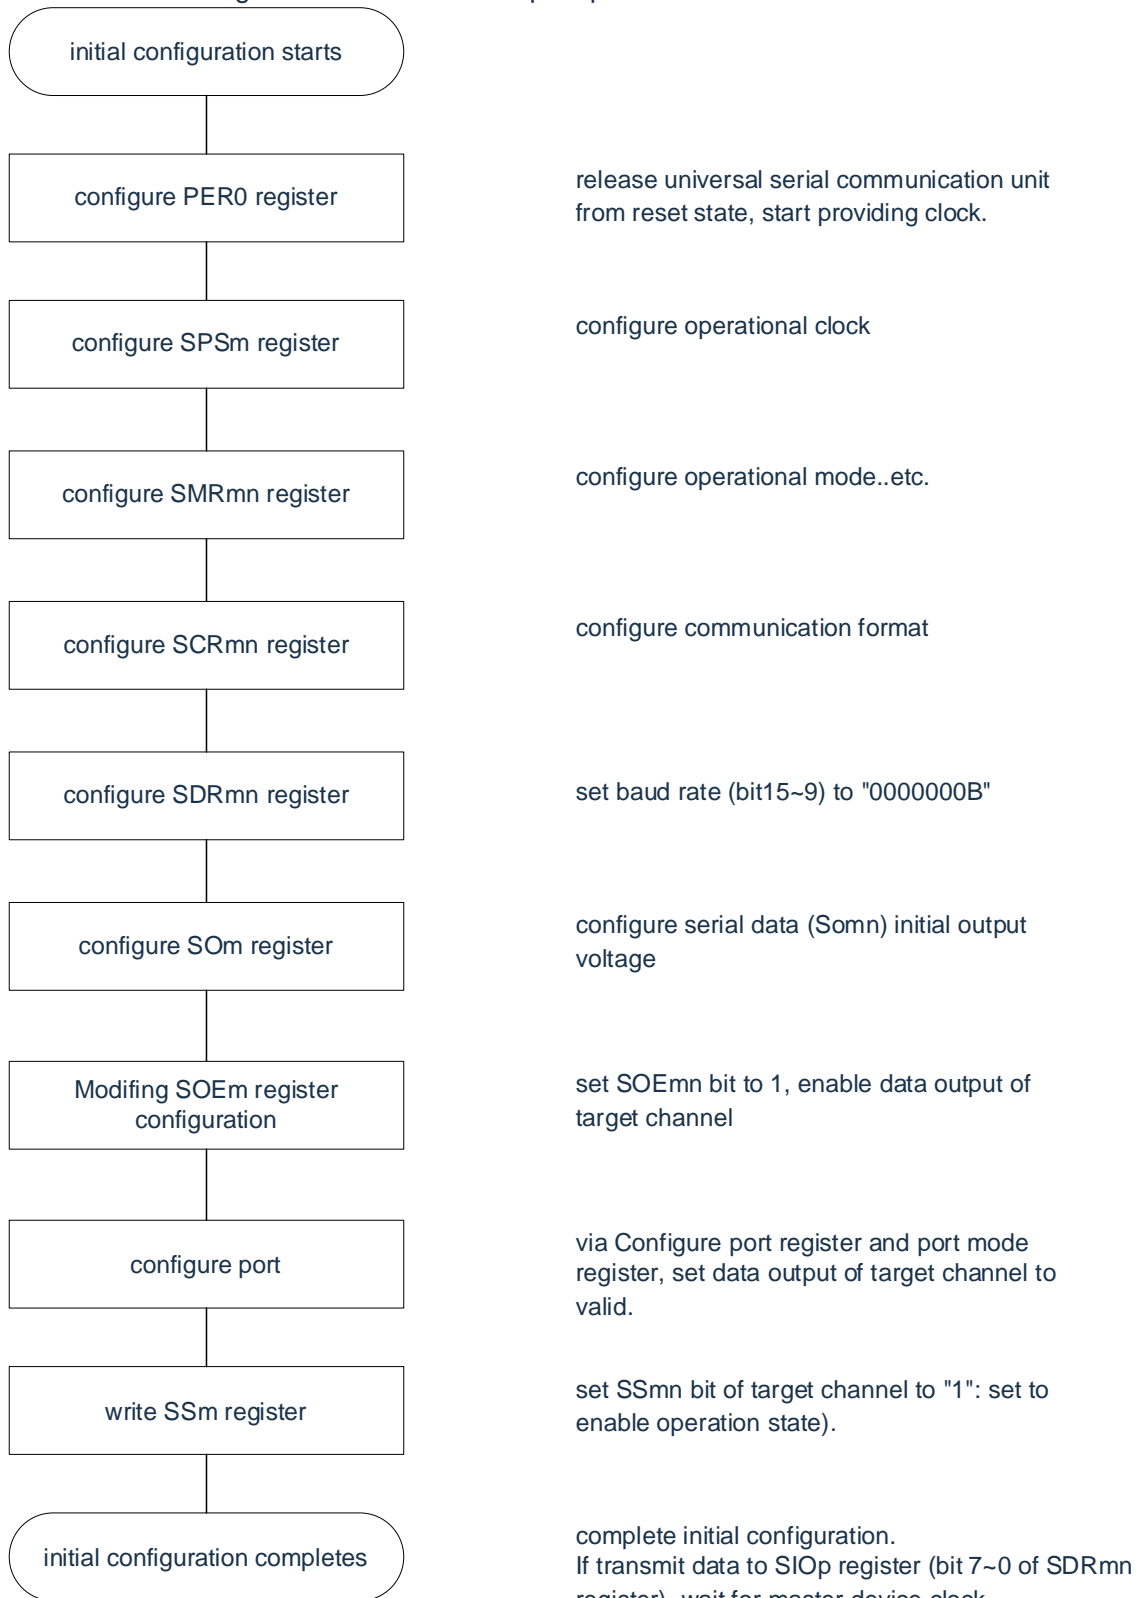 initial configuration starts
configure PER0 register
release universal serial communication unit
from reset state, start providing clock.
configure SPSm register
configure operational clock
configure SMRmn register
configure operational mode..etc.
configure SCRmn register
configure communication format
configure SDRmn register
set baud rate (bit15~9) to "0000000B"
configure SOm register
configure serial data (Somn) initial output
voltage
Modifing SOEm register
configuration
set SOEmn bit to 1, enable data output of
target channel
configure port
via Configure port register and port mode
register, set data output of target channel to
valid.
write SSm register
set SSmn bit of target channel to "1": set to
enable operation state).
initial configuration completes
complete initial configuration.
If transmit data to SIOp register (bit 7~0 of SDRmn
register), wait for master device clock